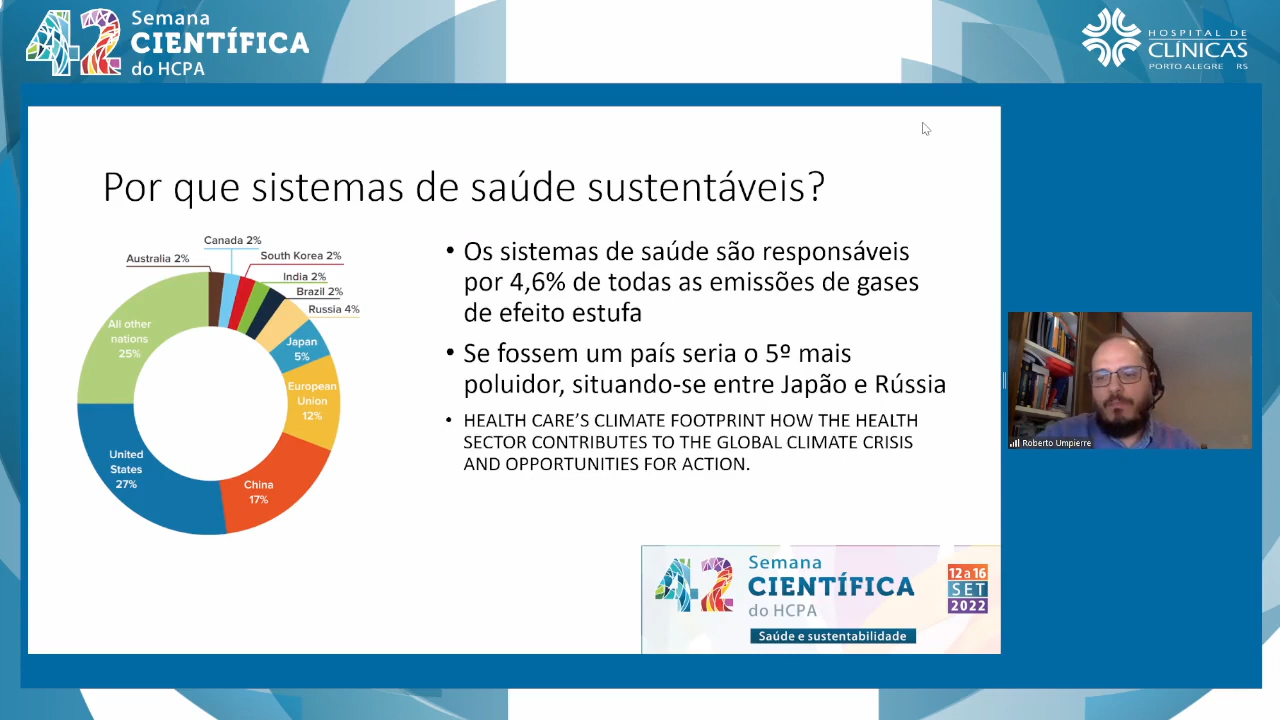 42
Semana
CIENTÍFICA
do HCPA
HOSPITAL DE
CLÍNICAS
PORTO ALEGRE RS
Por que sistemas de saúde sustentáveis?
Canada 2%
Australia 2%
South Korea 2%
India 2%
Brazil 2%
Russia 4%
All other
nations
25%
Japan
5%
European
Union
12%
United
States
27%
China
17%
• Os sistemas de saúde são responsáveis
por 4,6% de todas as emissões de gases
de efeito estufa
• Se fossem um país seria o 5º mais
poluidor, situando-se entre Japão e Rússia
• HEALTH CARE’S CLIMATE FOOTPRINT HOW THE HEALTH
SECTOR CONTRIBUTES TO THE GLOBAL CLIMATE CRISIS
AND OPPORTUNITIES FOR ACTION.
Roberto Umpierre
42
Semana
CIENTÍFICA
do HCPA
12 a 16
SET
2022
Saúde e sustentabilidade